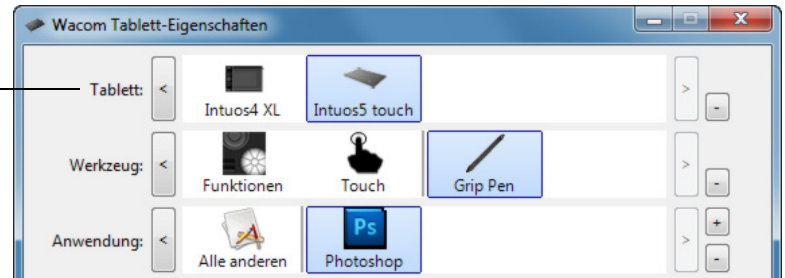 Wacom Tablett-Eigenschaften
Tablett: < Intuos4 XL Intuos5 touch > -
Werkzeug: < Funktionen Touch Grip Pen > -
Anwendung: < Alle anderen Ps Photoshop > + -